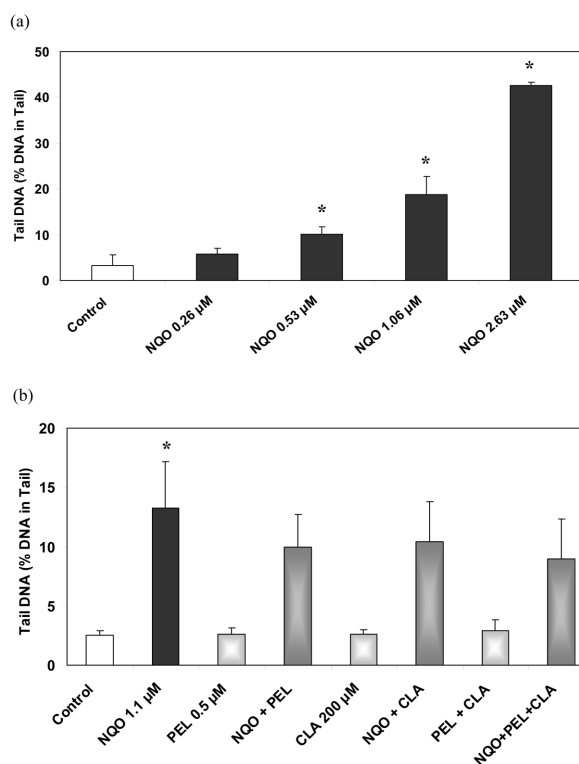 (a)
50
40
30
20
10
0
Tail DNA (% DNA in Tail)
*
*
*
Control
NQO 0.26 µM
NQO 0.53 µM
NQO 1.06 µM
NQO 2.63 µM
(b)
20
15
10
5
0
Tail DNA (% DNA in Tail)
*
Control
NQO 1.1 µM
PEL 0.5 µM
NQO + PEL
CLA 200 µM
NQO + CLA
PEL + CLA
NQO+PEL+CLA